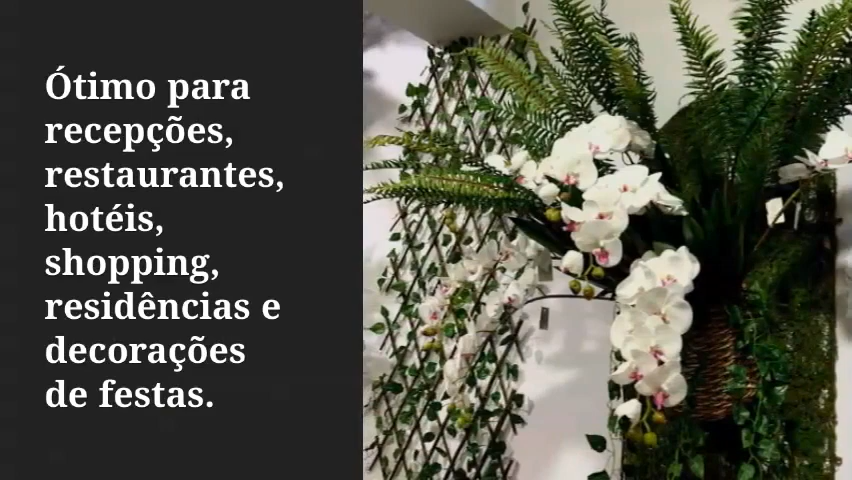 Ótimo para
recepções,
restaurantes,
hotéis,
shopping,
residências e
decorações
de festas.